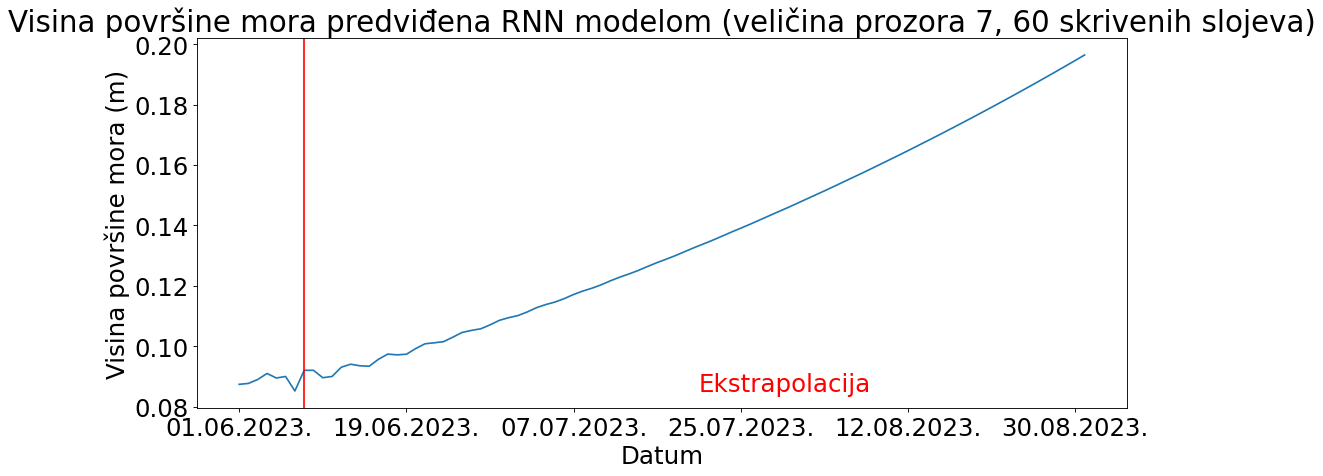 Visina površine mora predviđena RNN modelom (veličina prozora 7, 60 skrivenih slojeva)
Visina površine mora (m)
0.20
0.18
0.16
0.14
0.12
0.10
0.08
Ekstrapolacija
01.06.2023. 19.06.2023. 07.07.2023. 25.07.2023. 12.08.2023. 30.08.2023.
Datum